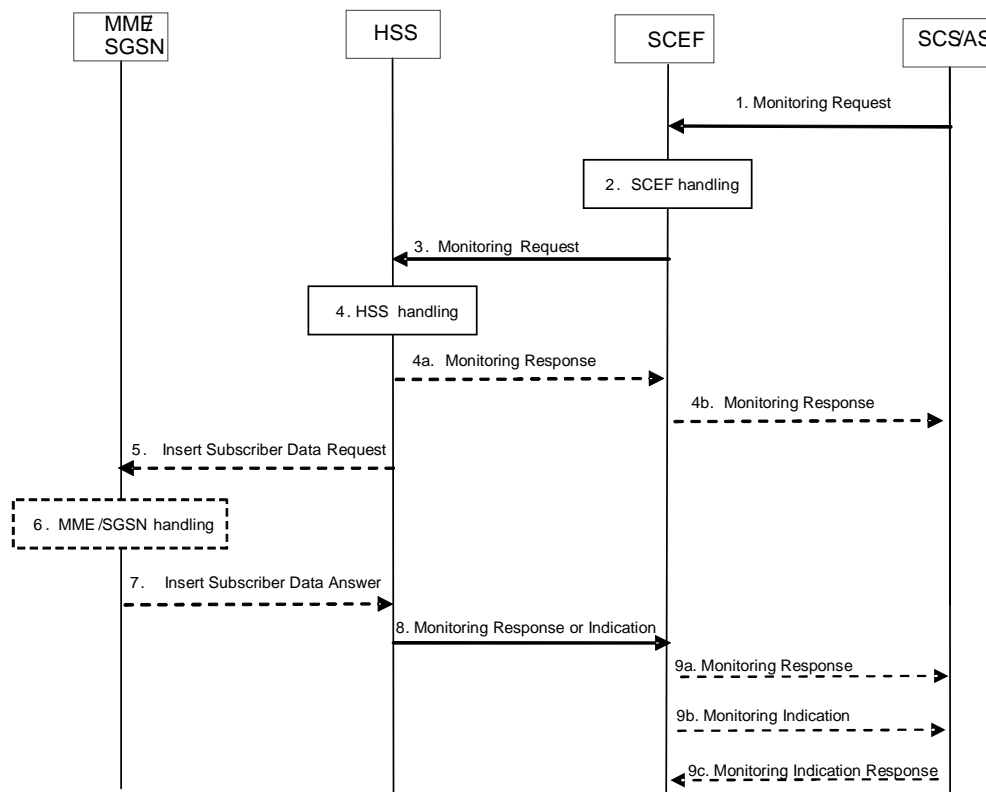 MME/
SGSN
HSS
SCEF
SCS/AS
1. Monitoring Request
2. SCEF handling
3. Monitoring Request
4. HSS handling
4a. Monitoring Response
4b. Monitoring Response
5. Insert Subscriber Data Request
6. MME/SGSN handling
7. Insert Subscriber Data Answer
8. Monitoring Response or Indication
9a. Monitoring Response
9b. Monitoring Indication
9c. Monitoring Indication Response